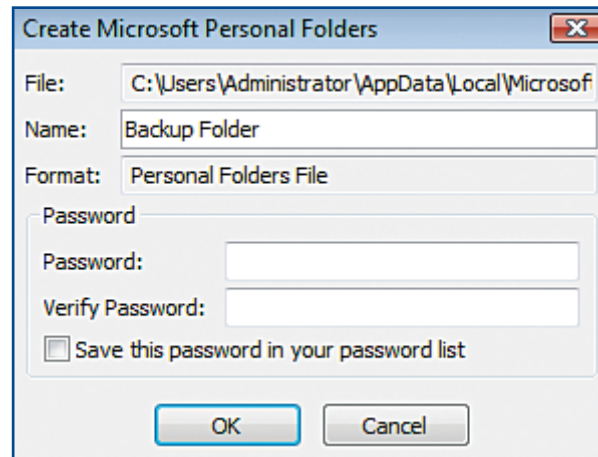 Create Microsoft Personal Folders
File: C:\Users\Administrator\AppData\Local\Microsoft
Name: Backup Folder
Format: Personal Folders File
Password
Password:
Verify Password:
Save this password in your password list
OK Cancel